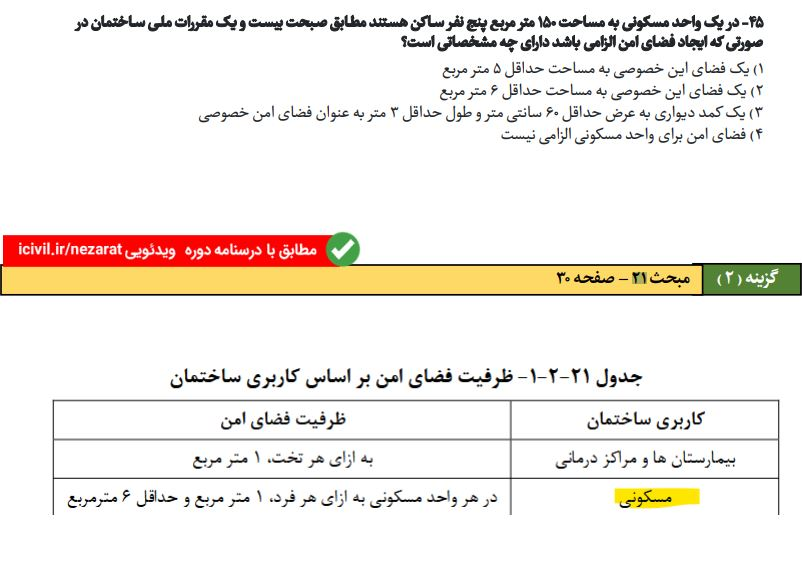 ۴۵- در یک واحد مسکونی به مساحت ۱۵۰ متر مربع پنج نفر ساکن هستند مطابق صبحت بیست و یک مقررات ملی ساختمان در
صورتی که ایجاد فضای امن الزامی باشد دارای چه مشخصاتی است؟
۱) یک فضای این خصوصی به مساحت حداقل ۵ متر مربع
۲) یک فضای این خصوصی به مساحت حداقل ۶ متر مربع
۳) یک کمد دیواری به عرض حداقل ۶۰ سانتی متر و طول حداقل ۳ متر به عنوان فضای امن خصوصی
۴) فضای امن برای واحد مسکونی الزامی نیست
مطابق با درسنامه دوره ویدئویی icivil.ir/nezarat
گزینه (۲) مبحث ۲۱ – صفحه ۳۰
جدول ۲۱-۲-۱- ظرفیت فضای امن بر اساس کاربری ساختمان
کاربری ساختمان ظرفیت فضای امن
بیمارستان ها و مراکز درمانی به ازای هر تخت، ۱ متر مربع
مسکونی در هر واحد مسکونی به ازای هر فرد، ۱ متر مربع و حداقل ۶ مترمربع